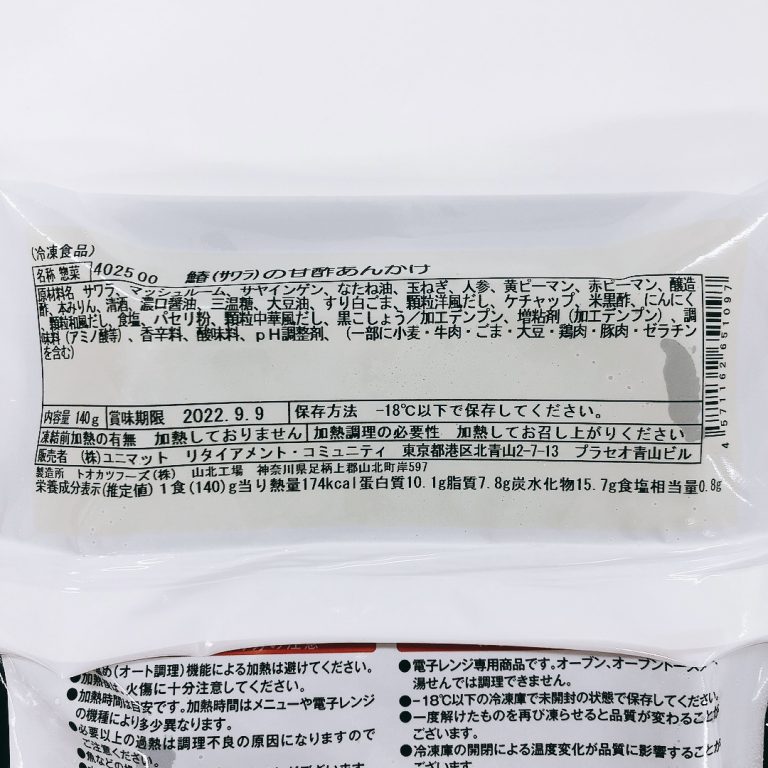 (冷凍食品)
名称 惣菜 402500 鰆(サワラ)の甘酢あんかけ
原材料名 サワラ、マッシュルーム、サヤインゲン、なたね油、玉ねぎ、人参、黄ピーマン、赤ピーマン、醸造
酢、本みりん、清酒、濃口醤油、三温糖、大豆油、すり白ごま、顆粒洋風だし、ケチャップ、米黒酢、にんにく
、顆粒和風だし、食塩、パセリ粉、顆粒中華風だし、黒こしょう/加工デンプン、増粘剤(加工デンプン)、調
味料(アミノ酸等)、香辛料、酸味料、pH調整剤、(一部に小麦・牛肉・ごま・大豆・鶏肉・豚肉・ゼラチン
を含む)
内容量 140g 賞味期限 2022.9.9 保存方法 -18℃以下で保存してください。
凍結前加熱の有無 加熱しておりません 加熱調理の必要性 加熱してお召し上がりください
販売者 (株)ユニマット リタイアメント・コミュニティ 東京都港区北青山2-7-13 プラセオ青山ビル
製造所 トオカツフーズ(株) 山北工場 神奈川県足柄上郡山北町岸597
栄養成分表示(推定値)1食(140)g当り熱量174kcal蛋白質10.1g脂質7.8g炭水化物15.7g食塩相当量0.8g
4571116265109
(オート調理)機能による加熱は避けてください。
火傷に十分注意してください。
●加熱時間は目安です。加熱時間はメニューや電子レンジ
の機種により多少異なります。
●必要以上の過熱は調理不良の原因になりますので
ご注意ください。
●電子レンジ専用商品です。オーブン、オーブントースター、
湯せんでは調理できません。
●-18℃以下の冷凍庫で未開封の状態で保存してください。
●一度解けたものを再び凍らせると品質が変わることが
ございます。
●冷凍庫の開閉による温度変化が品質に影響することが
ございます